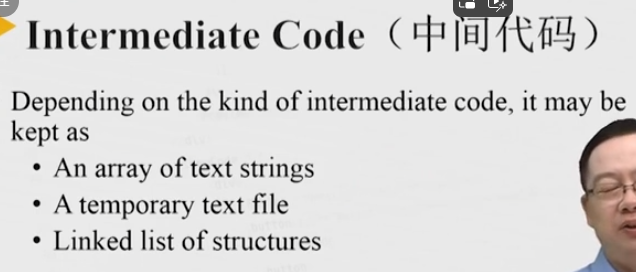 Intermediate Code（中间代码）
Depending on the kind of intermediate code, it may be
kept as
• An array of text strings
• A temporary text file
• Linked list of structures